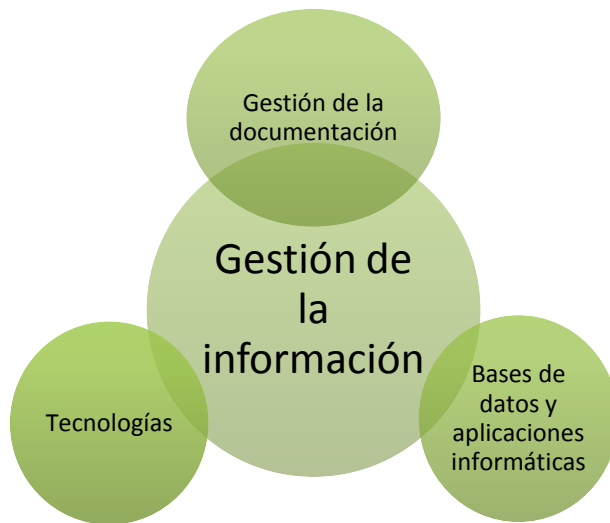 Gestión de la
documentación
Gestión de
la
información
Tecnologías
Bases de
datos y
aplicaciones
informáticas